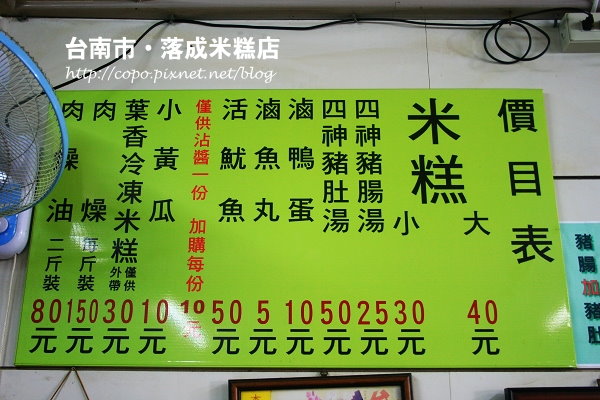 台南市・落成米糕店
http://copo.pixnet.net/blog
價目表
米糕
大 40元
小 30元
四神豬腸湯 25元
四神豬肚湯 50元
滷鴨蛋 10元
滷魚丸 5元
活魷魚 50元
僅供沾醬一份 加購每份 10元
小黃瓜 10元
葉香冷凍米糕 僅供外帶 30元
肉燥 每斤裝 150元
肉燥油 二斤裝 80元
豬腸加豬肚